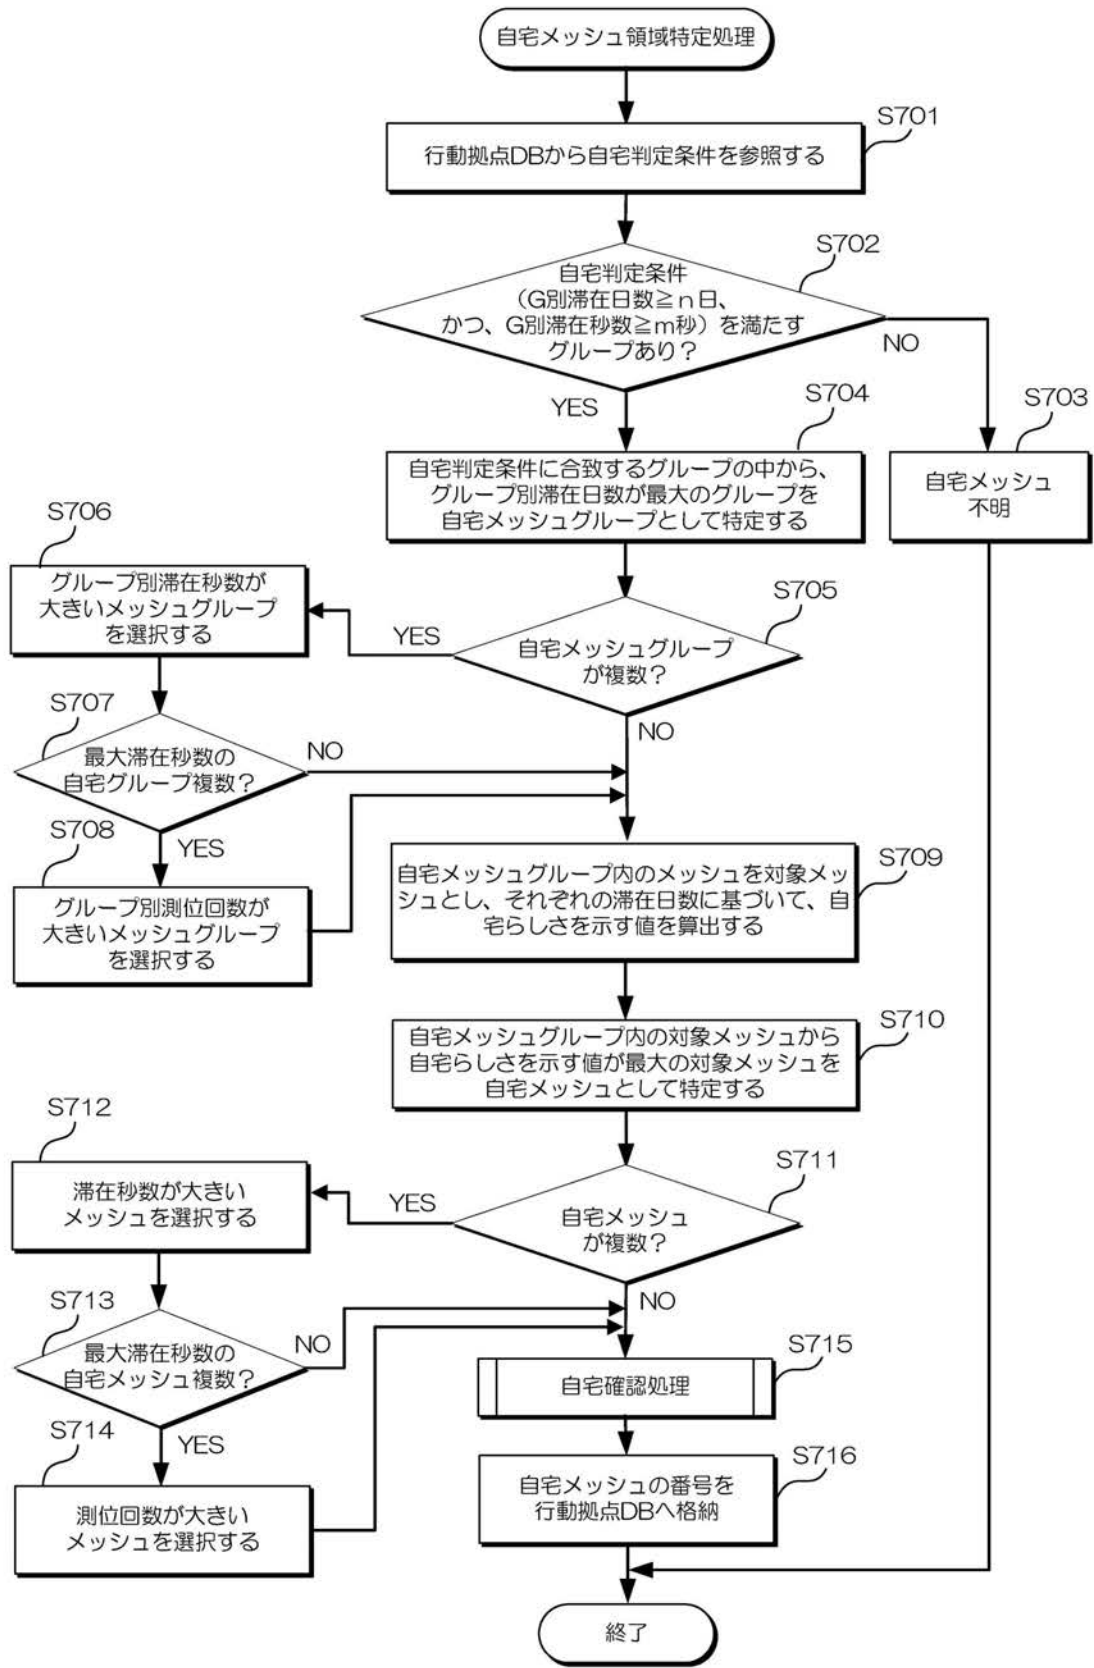 自宅メッシュ領域特定処理
S701
行動拠点DBから自宅判定条件を参照する
S702
自宅判定条件
（G別滞在日数≧n日、
かつ、G別滞在秒数≧m秒）を満たす
グループあり？
NO
YES
S704
自宅判定条件に合致するグループの中から、
グループ別滞在日数が最大のグループを
自宅メッシュグループとして特定する
S703
自宅メッシュ
不明
S705
自宅メッシュグループ
が複数？
YES
NO
S706
グループ別滞在秒数が
大きいメッシュグループ
を選択する
S707
最大滞在秒数の
自宅グループ複数？
NO
YES
S708
グループ別測位回数が
大きいメッシュグループ
を選択する
S709
自宅メッシュグループ内のメッシュを対象メッ
シュとし、それぞれの滞在日数に基づいて、自
宅らしさを示す値を算出する
S710
自宅メッシュグループ内の対象メッシュから
自宅らしさを示す値が最大の対象メッシュを
自宅メッシュとして特定する
S711
自宅メッシュ
が複数？
YES
NO
S712
滞在秒数が大きい
メッシュを選択する
S713
最大滞在秒数の
自宅メッシュ複数？
NO
YES
S714
測位回数が大きい
メッシュを選択する
S715
自宅確認処理
S716
自宅メッシュの番号を
行動拠点DBへ格納
終了